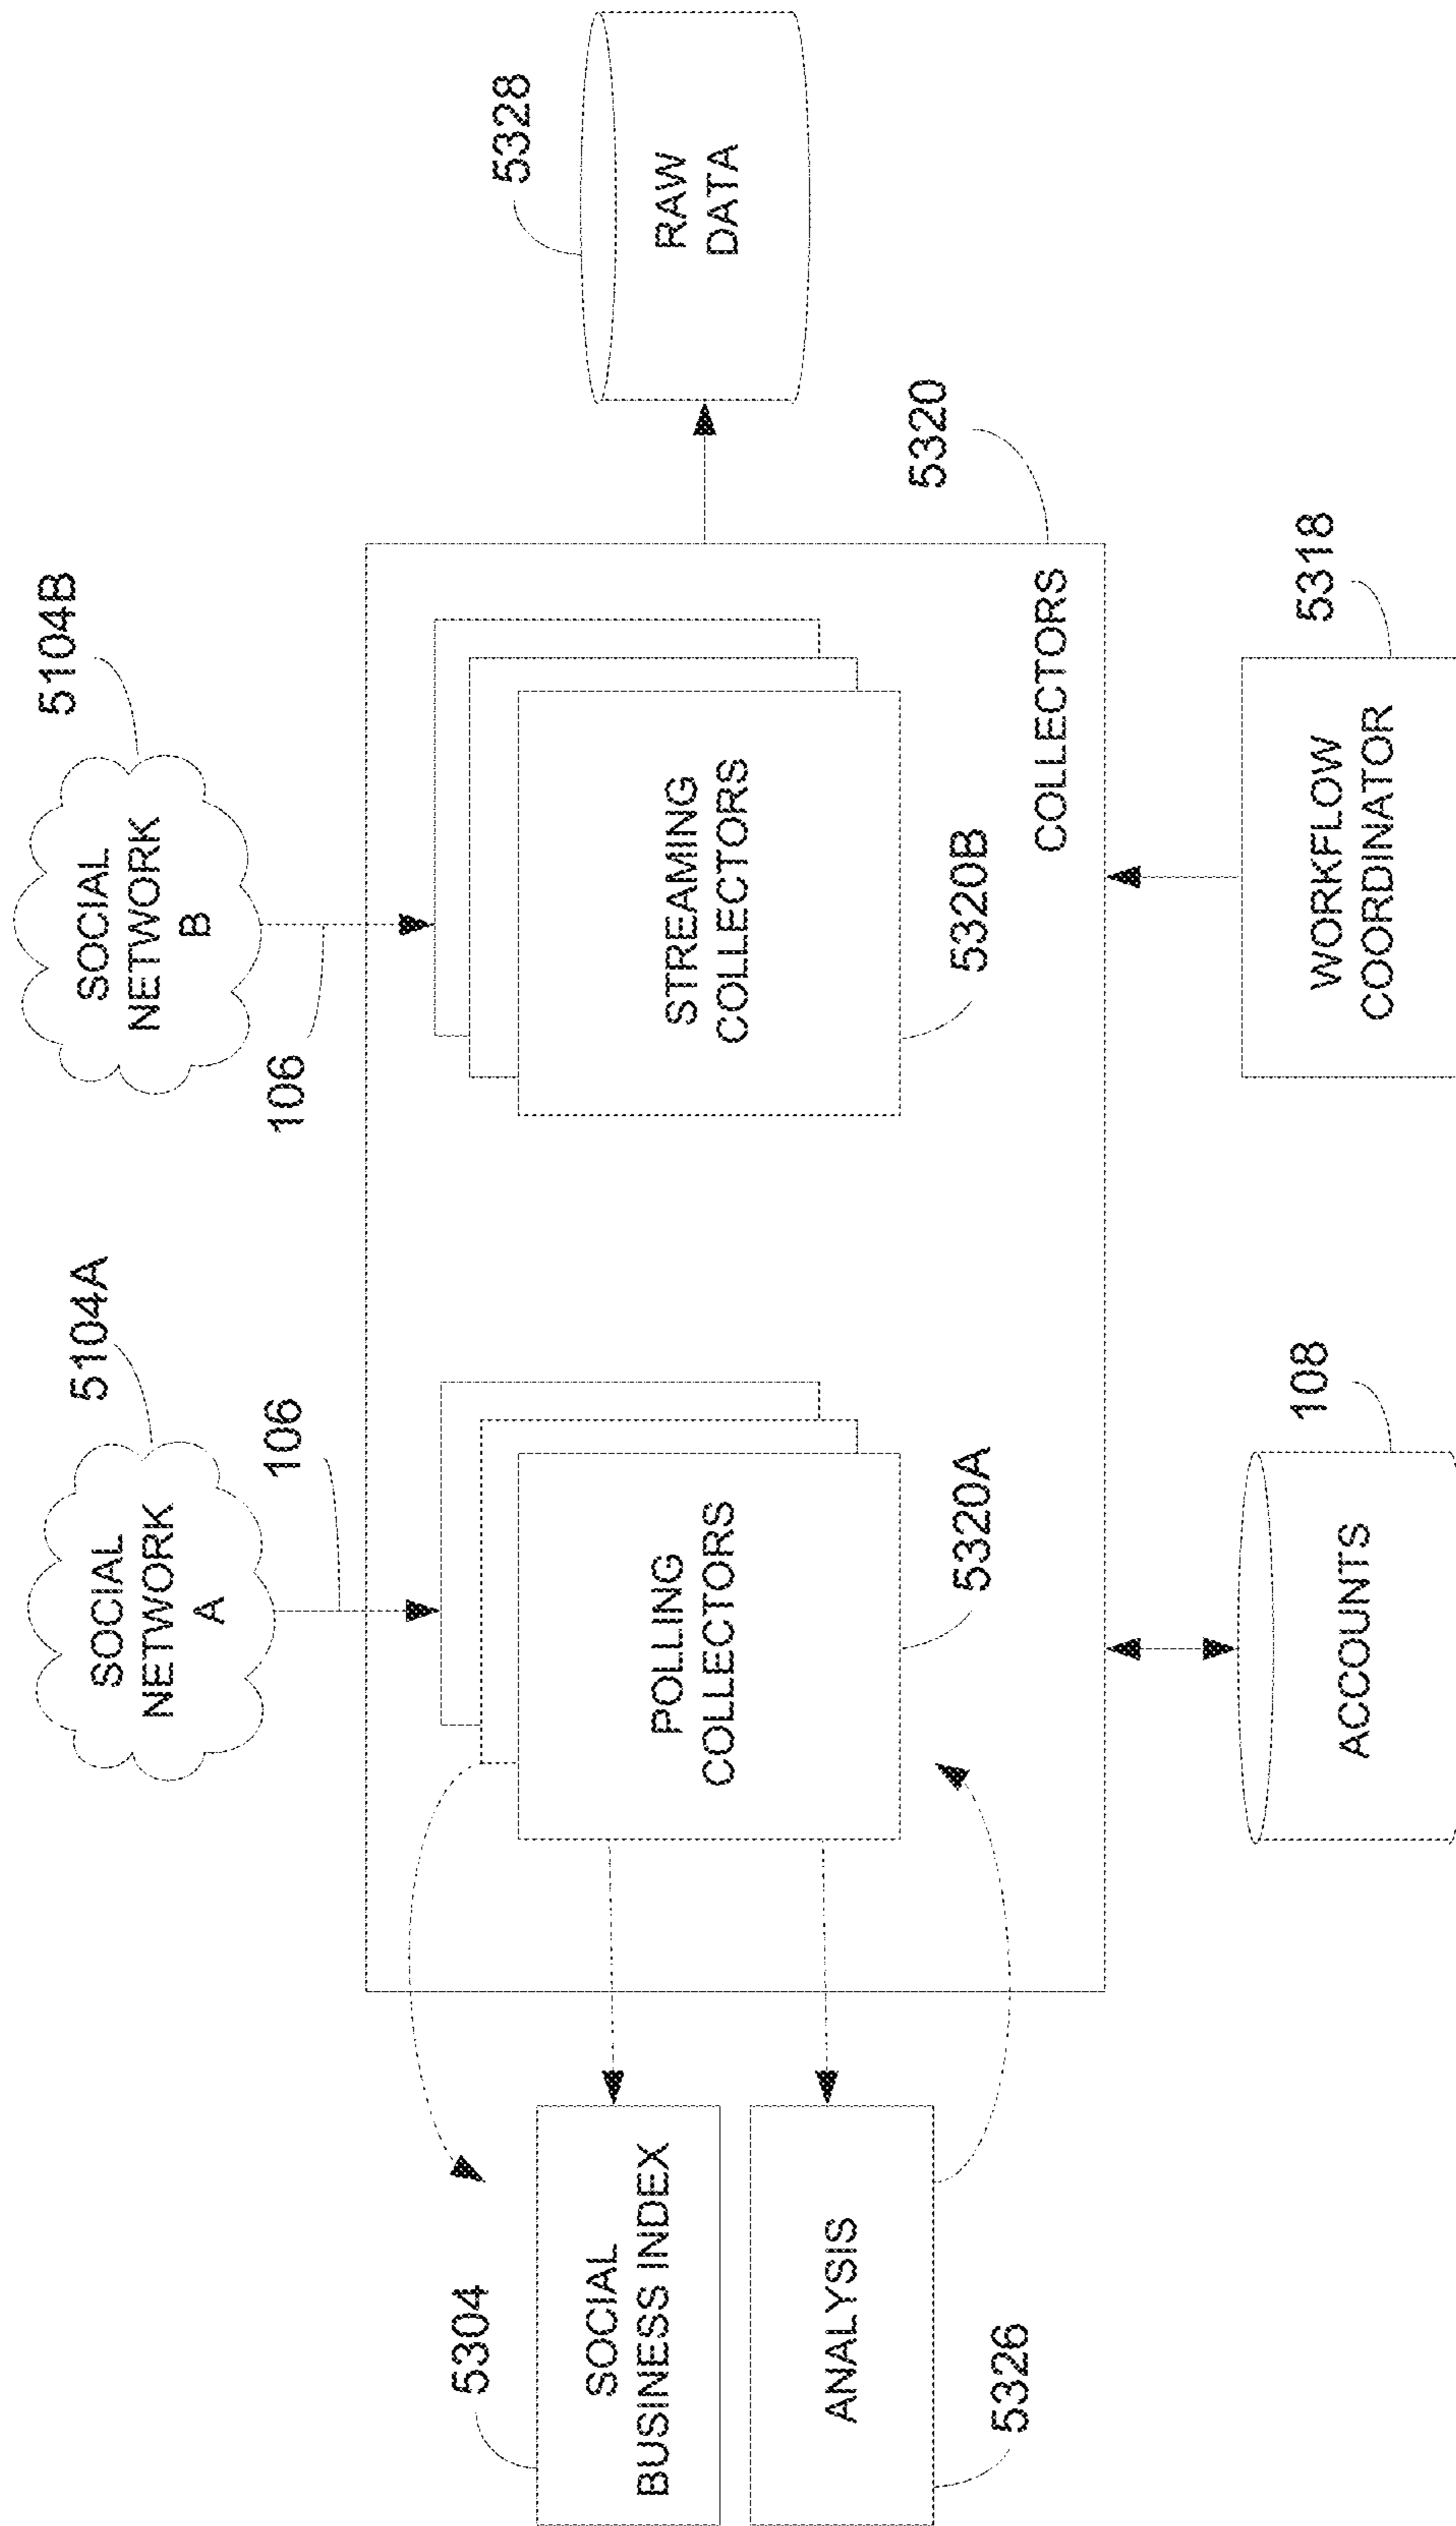 5104A
5104B
SOCIAL
NETWORK
A
SOCIAL
NETWORK
B
106
106
5304
5328
SOCIAL
BUSINESS INDEX
POLLING
COLLECTORS
STREAMING
COLLECTORS
RAW
DATA
ANALYSIS
5326
5320A
5320B
5320
COLLECTORS
108
5318
ACCOUNTS
WORKFLOW
COORDINATOR